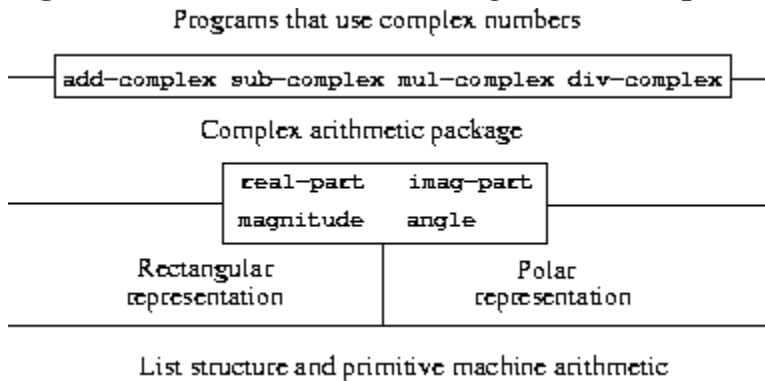 Programs that use complex numbers
add-complex sub-complex mul-complex div-complex
Complex arithmetic package
real-part imag-part
magnitude angle
Rectangular representation
Polar representation
List structure and primitive machine arithmetic